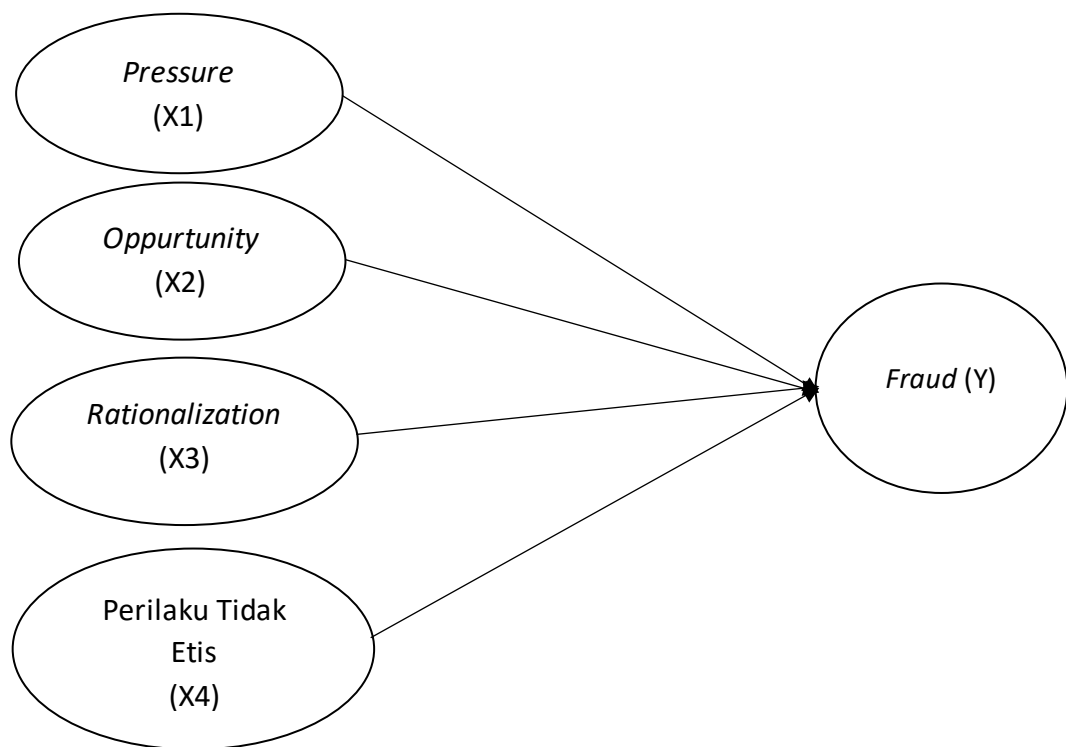 Pressure
(X1)
Oppurtunity
(X2)
Rationalization
(X3)
Perilaku Tidak
Etis
(X4)
Fraud (Y)